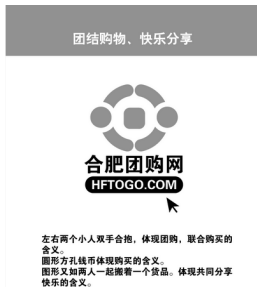 团结购物、快乐分享
合肥团购网
HFTOGO.COM
左右两个小人双手合抱，体现团购，联合购买的
含义。
圆形方孔钱币体现购买的含义。
图形又如两人一起搬着一个货品。体现共同分享
快乐的含义。